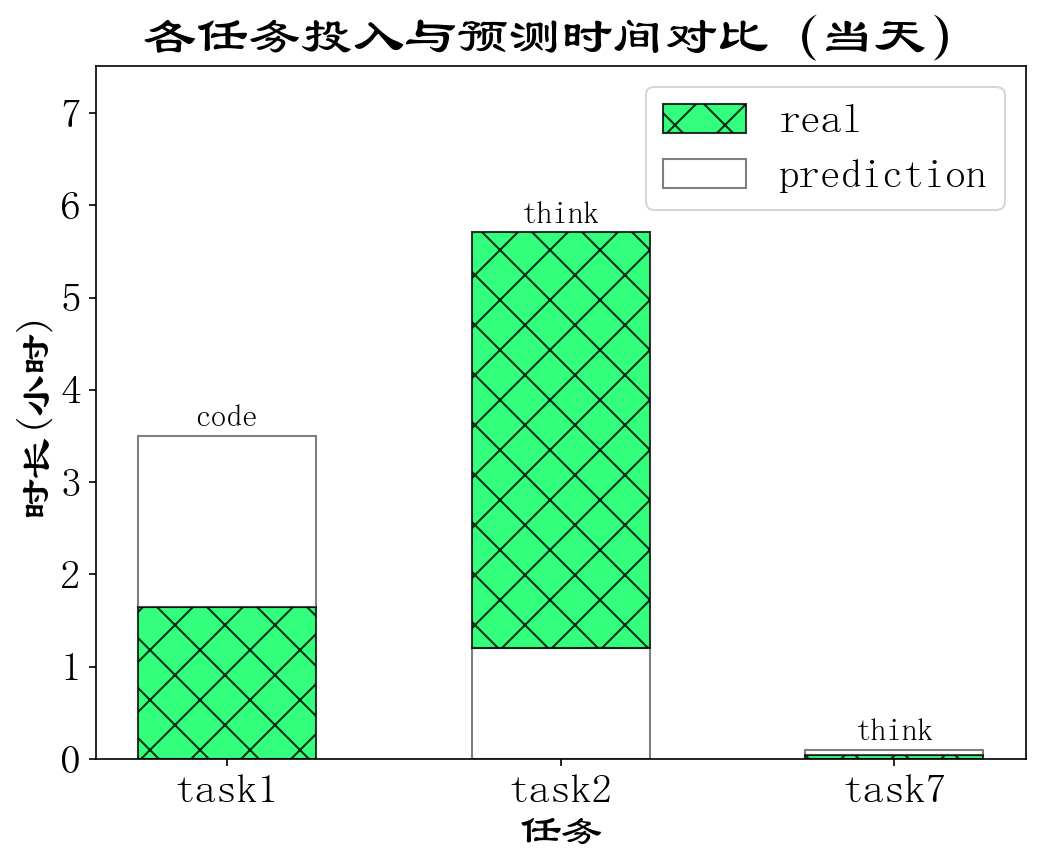 各任务投入与预测时间对比 (当天)
real
prediction
时长(小时)
7
6
5
4
3
2
1
0
code
think
think
task1
task2
task7
任务